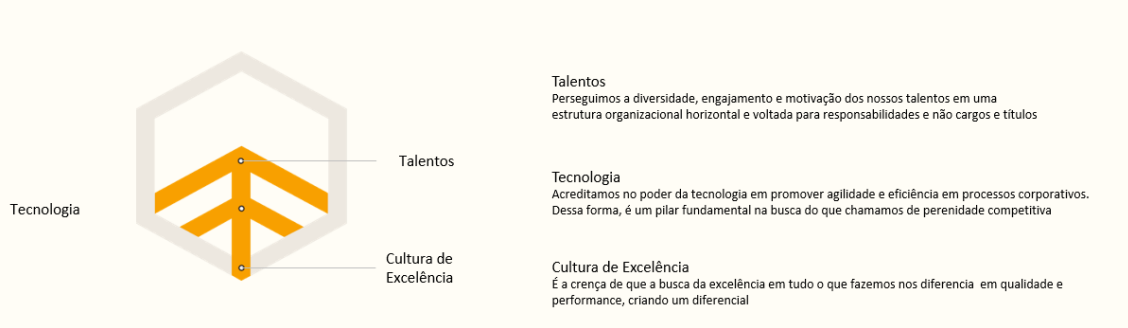 Tecnologia
Talentos
Cultura de
Excelência
Talentos
Perseguimos a diversidade, engajamento e motivação dos nossos talentos em uma
estrutura organizacional horizontal e voltada para responsabilidades e não cargos e títulos
Tecnologia
Acreditamos no poder da tecnologia em promover agilidade e eficiência em processos corporativos.
Dessa forma, é um pilar fundamental na busca do que chamamos de perenidade competitiva
Cultura de Excelência
É a crença de que a busca da excelência em tudo o que fazemos nos diferencia  em qualidade e
performance, criando um diferencial